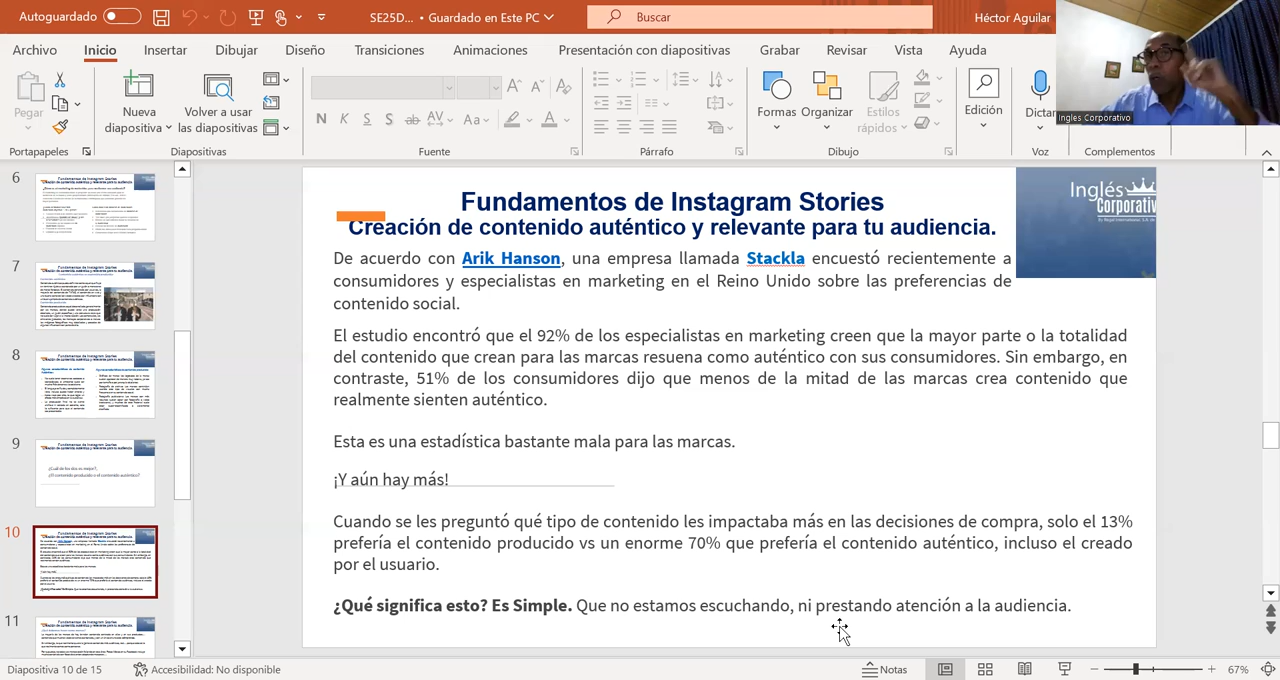 Autoguardado
SE25D... • Guardado en Este PC
Buscar
Héctor Aguilar
Archivo Inicio Insertar Dibujar Diseño Transiciones Animaciones Presentación con diapositivas Grabar Revisar Vista Ayuda
Pegar
Nueva diapositiva
Volver a usar las diapositivas
N K S S ab AV Aa A
Formas
Organizar
Estilos rápidos
Edición
Dictar
Ingles Corporativo
Portapapeles Diapositivas Fuente Párrafo Dibujo Voz Complementos
6
7
8
9
10
11
Fundamentos de Instagram Stories
Creación de contenido auténtico y relevante para tu audiencia.
Inglés
Corporativ
De acuerdo con Arik Hanson, una empresa llamada Stackla encuestó recientemente a
consumidores y especialistas en marketing en el Reino Unido sobre las preferencias de
contenido social.
El estudio encontró que el 92% de los especialistas en marketing creen que la mayor parte o la totalidad
del contenido que crean para las marcas resuena como auténtico con sus consumidores. Sin embargo, en
contraste, 51% de los consumidores dijo que menos de la mitad de las marcas crea contenido que
realmente sienten auténtico.
Esta es una estadística bastante mala para las marcas.
¡Y aún hay más!
Cuando se les preguntó qué tipo de contenido les impactaba más en las decisiones de compra, solo el 13%
prefería el contenido producido vs un enorme 70% que prefería el contenido auténtico, incluso el creado
por el usuario.
¿Qué significa esto? Es Simple. Que no estamos escuchando, ni prestando atención a la audiencia.
Diapositiva 10 de 15
Accesibilidad: No disponible
Notas
67%